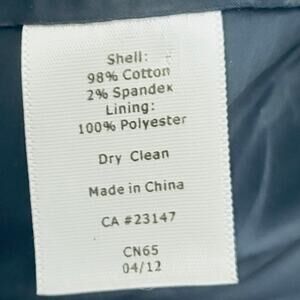 Shell:
98% Cotton
2% Spandex
Lining:
100% Polyester
Dry Clean
Made in China
CA #23147
CN65
04/12